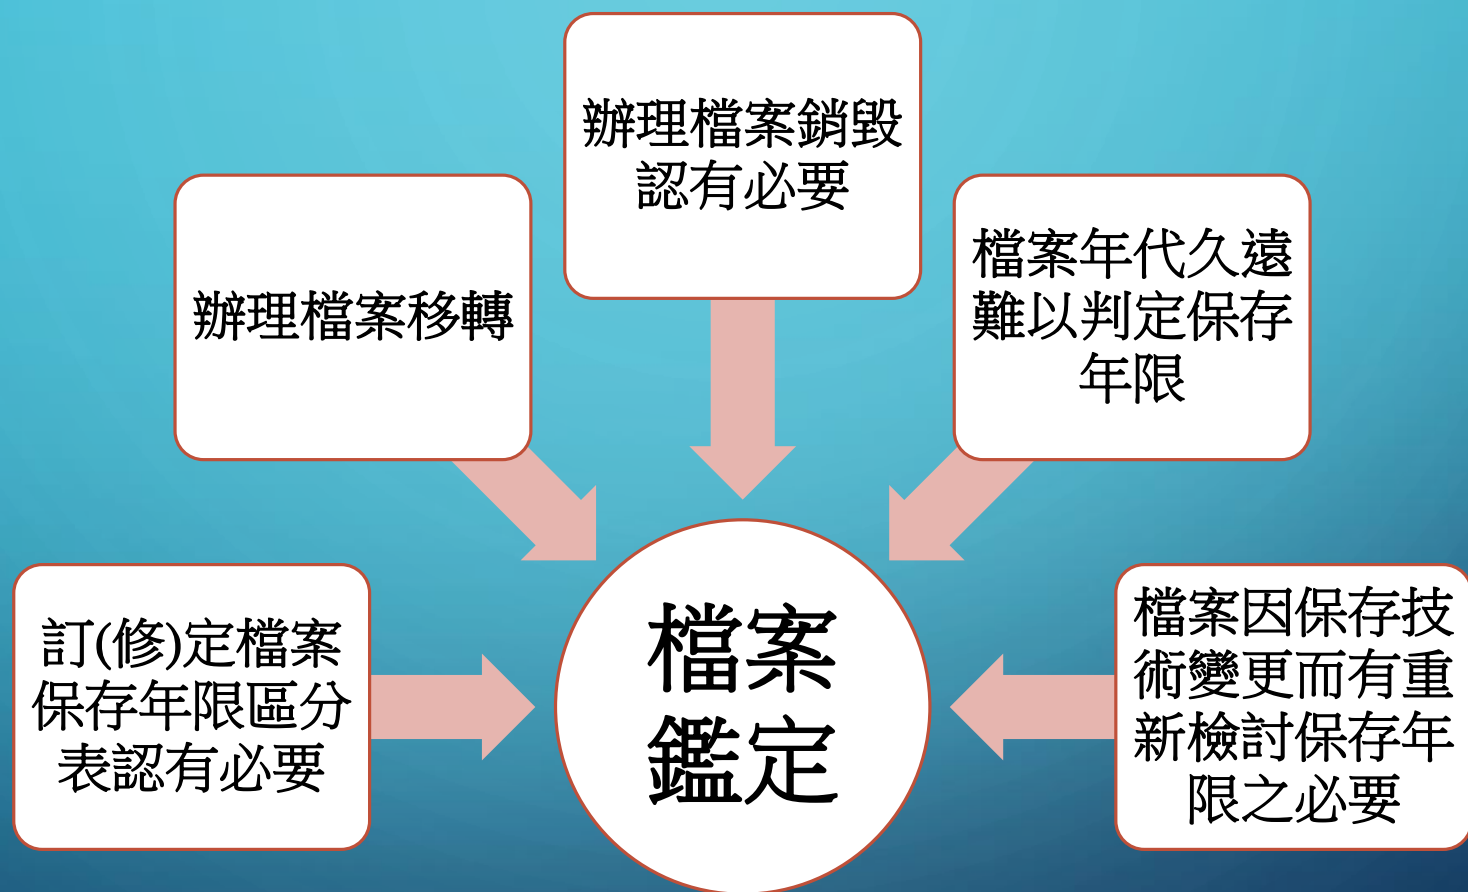 辦理檔案銷毀
認有必要
辦理檔案移轉
檔案年代久遠
難以判定保存
年限
訂(修)定檔案
保存年限區分
表認有必要
檔案
鑑定
檔案因保存技
術變更而有重
新檢討保存年
限之必要